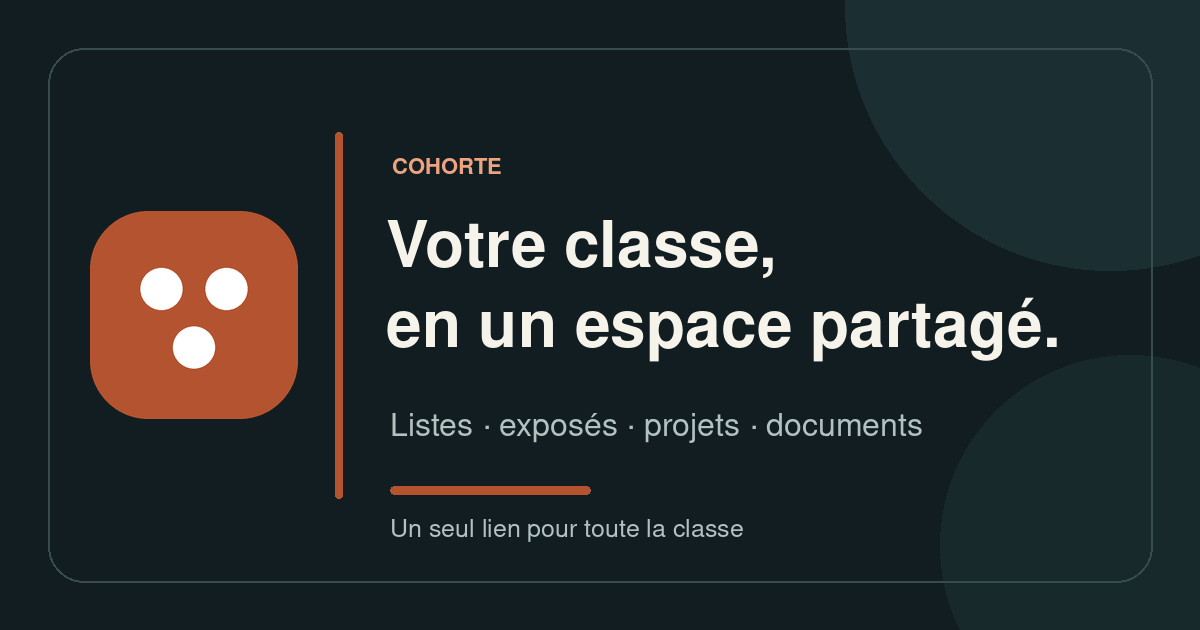 COHORTE
Votre classe,
en un espace partagé.
Listes · exposés · projets · documents
Un seul lien pour toute la classe